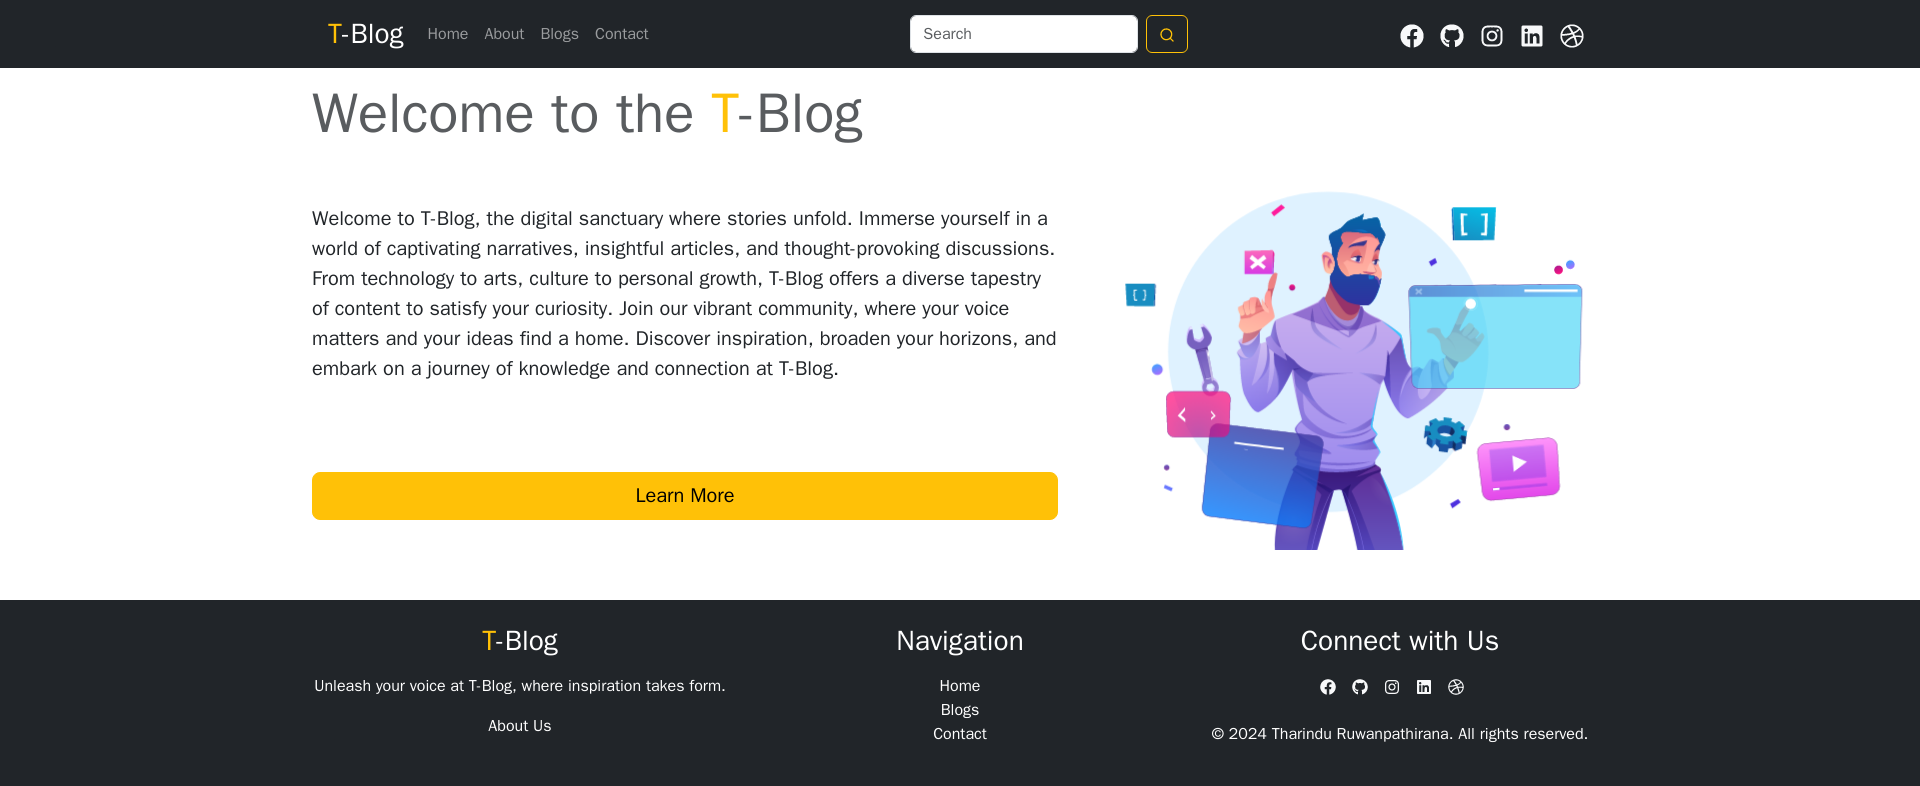 T-Blog Home About Blogs Contact Search
Welcome to the T-Blog
Welcome to T-Blog, the digital sanctuary where stories unfold. Immerse yourself in a
world of captivating narratives, insightful articles, and thought-provoking discussions.
From technology to arts, culture to personal growth, T-Blog offers a diverse tapestry
of content to satisfy your curiosity. Join our vibrant community, where your voice
matters and your ideas find a home. Discover inspiration, broaden your horizons, and
embark on a journey of knowledge and connection at T-Blog.
Learn More
T-Blog
Unleash your voice at T-Blog, where inspiration takes form.
About Us
Navigation
Home
Blogs
Contact
Connect with Us
© 2024 Tharindu Ruwanpathirana. All rights reserved.